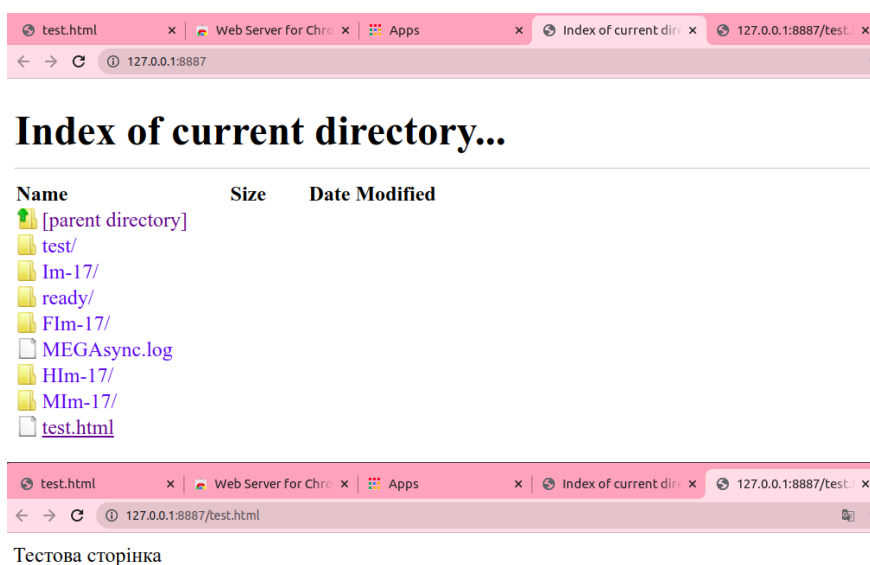 test.html Web Server for Chro Apps Index of current dire 127.0.0.1:8887/test.
127.0.0.1:8887
Index of current directory...
Name Size Date Modified
[parent directory]
test/
Im-17/
ready/
FIm-17/
MEGAsync.log
HIm-17/
MIm-17/
test.html
test.html Web Server for Chro Apps Index of current dire 127.0.0.1:8887/test.
127.0.0.1:8887/test.html
Тестова сторінка